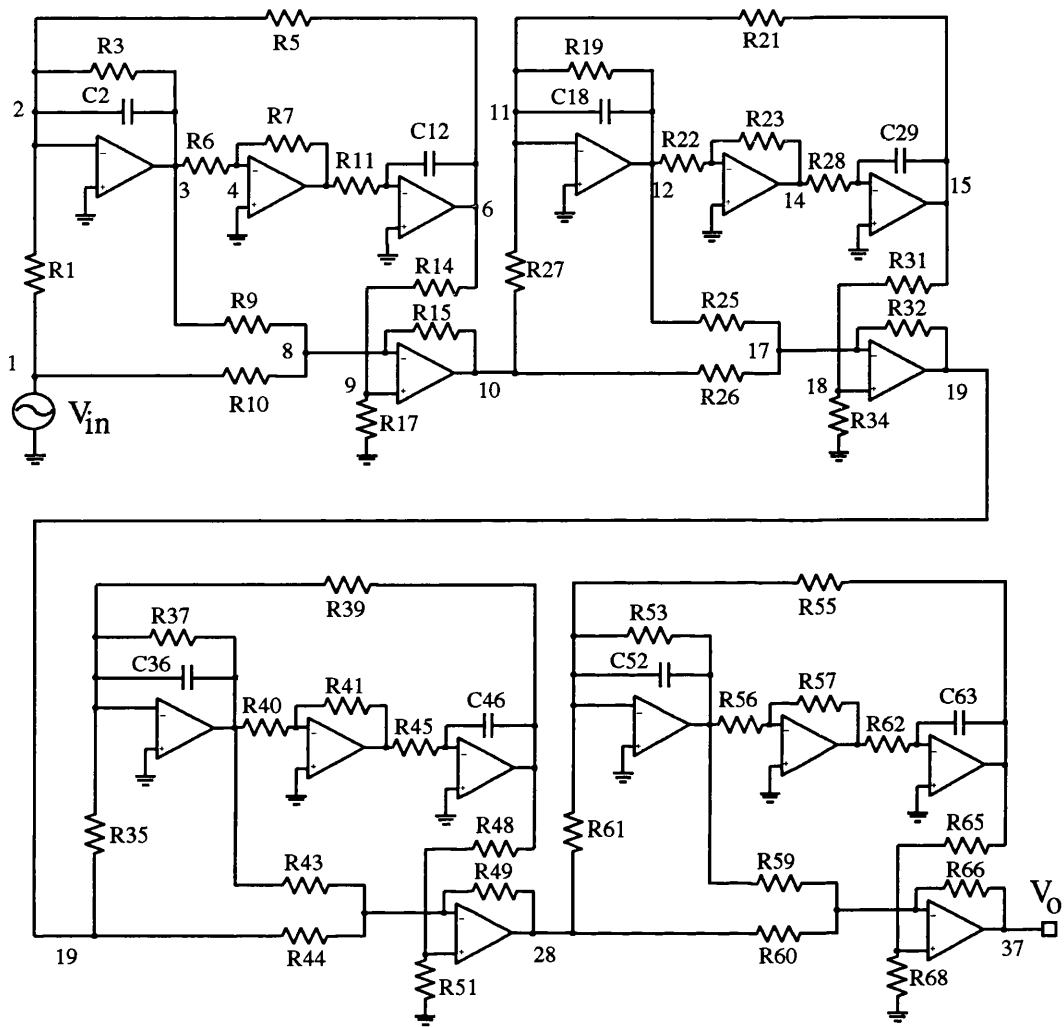 R5
R21
R3
R19
2
C2
11
C18
R7
C12
R23
C29
R6
R11
R22
R28
3
4
6
12
14
15
R1
R14
R27
R31
R9
R15
R25
R32
1
8
17
R10
9
10
R26
18
19
Vin
R17
R34
R39
R55
R37
R53
C36
C52
R41
C46
R57
C63
R40
R45
R56
R62
R35
R48
R61
R65
R43
R49
R59
R66
Vo
19
R44
28
R60
37
R51
R68
- + - + - +
- + - + - +
- + - +
- + - + - +
- + - + - +
- + - +